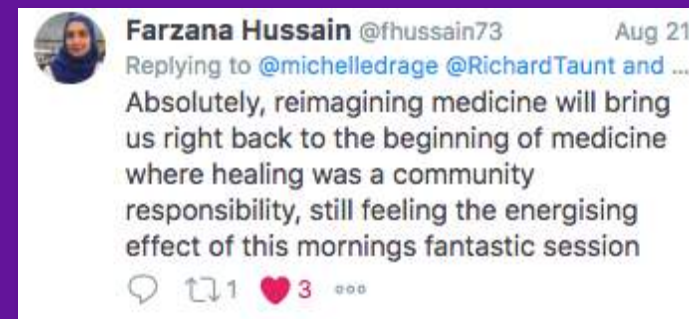 Farzana Hussain @fhussain73 Aug 21
Replying to @michelledrage @RichardTaunt and ...
Absolutely, reimagining medicine will bring
us right back to the beginning of medicine
where healing was a community
responsibility, still feeling the energising
effect of this mornings fantastic session
1 3